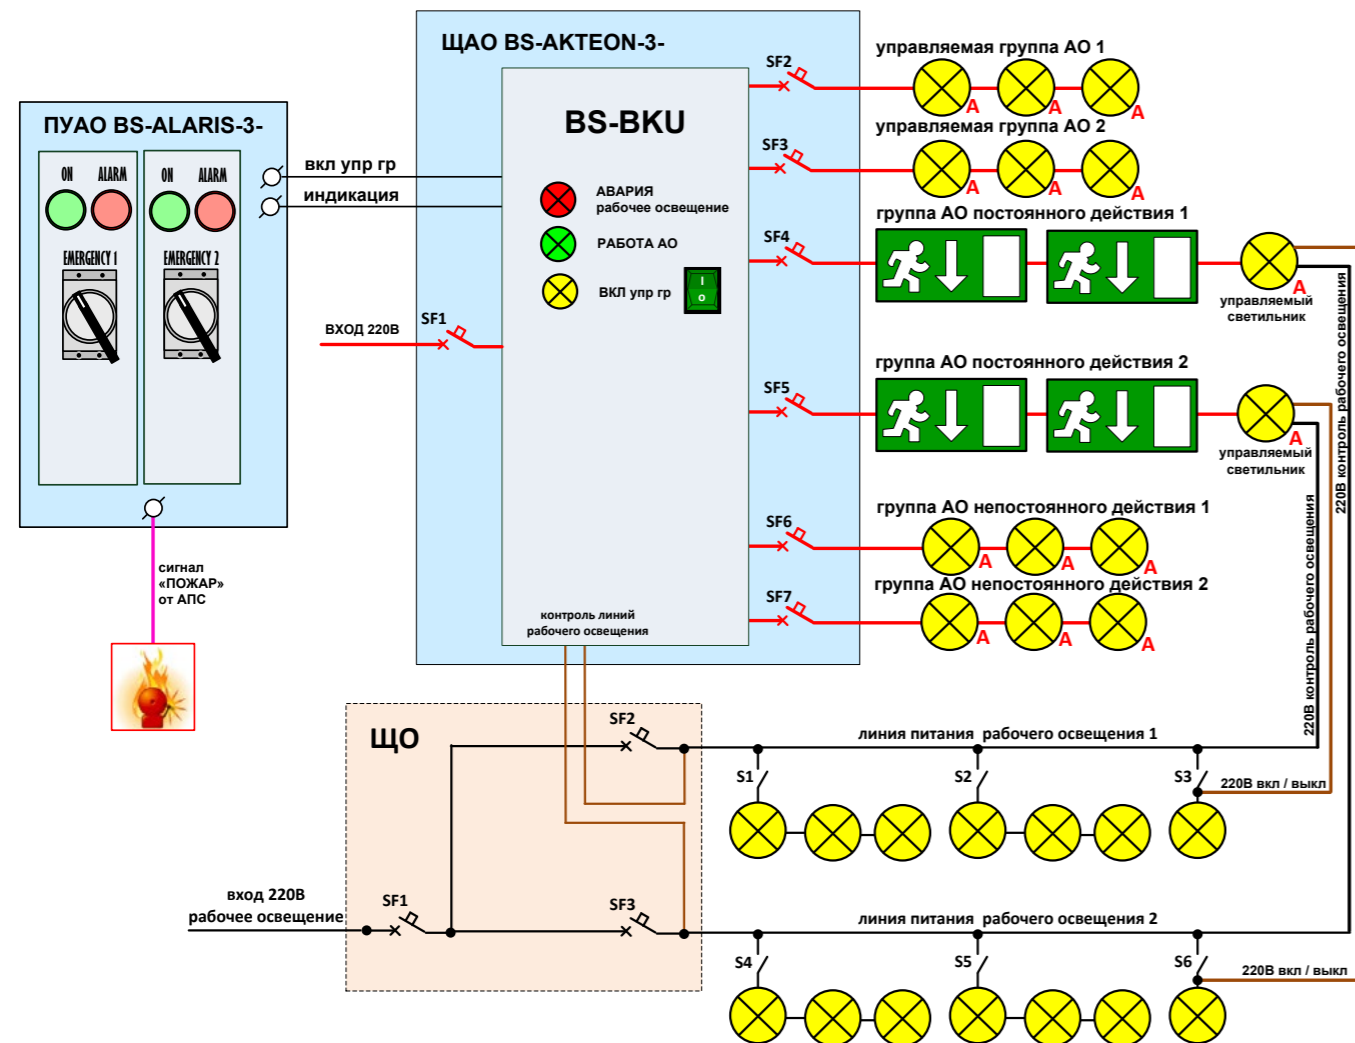 ЩАО BS-AKTEON-3-
ПУАО BS-ALARIS-3-
ON ALARM
ON ALARM
EMERGENCY 1
EMERGENCY 2
вкл упр гр
индикация
BS-BKU
АВАРИЯ
рабочее освещение
РАБОТА АО
ВКЛ упр гр
I
o
ВХОД 220В
SF1
SF2
управляемая группа АО 1
А А А
SF3
управляемая группа АО 2
А А А
SF4
группа АО постоянного действия 1
А
управляемый
светильник
SF5
группа АО постоянного действия 2
А
управляемый
светильник
SF6
группа АО непостоянного действия 1
А А А
SF7
группа АО непостоянного действия 2
А А А
220В контроль рабочего освещения
220В контроль рабочего освещения
сигнал
«ПОЖАР»
от АПС
контроль линий
рабочего освещения
ЩО
SF2
линия питания рабочего освещения 1
S1
S2
S3
220В вкл / выкл
вход 220В
рабочее освещение
SF1
SF3
линия питания рабочего освещения 2
S4
S5
S6
220В вкл / выкл